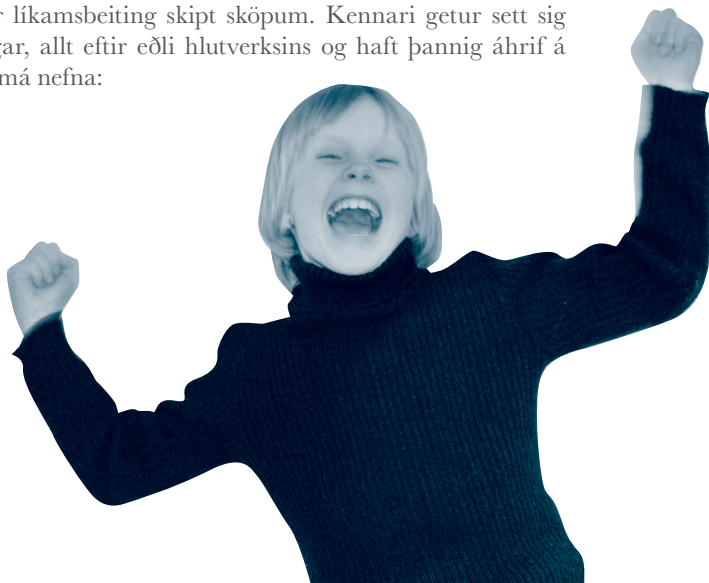 r líkamsbeiting skipt sköpum. Kennari getur sett sig
gar, allt eftir eðli hlutverksins og haft þannig áhrif á
má nefna: